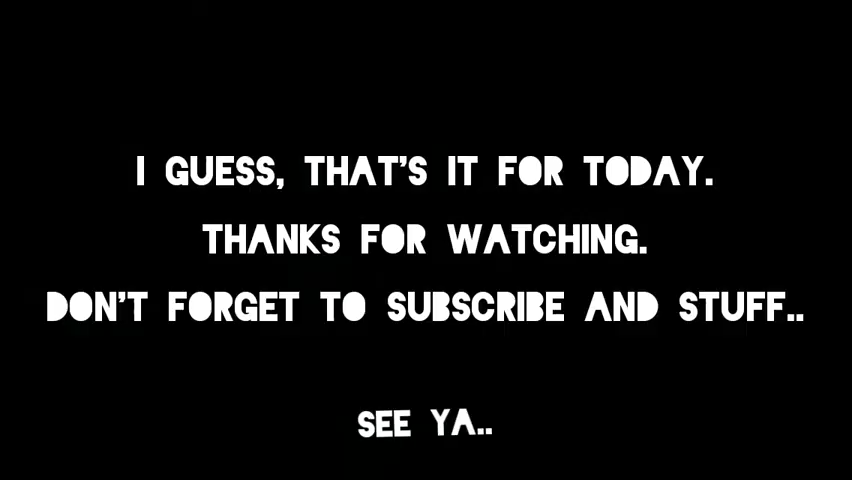 I GUESS, THAT'S IT FOR TODAY.
THANKS FOR WATCHING.
DON'T FORGET TO SUBSCRIBE AND STUFF..
SEE YA..